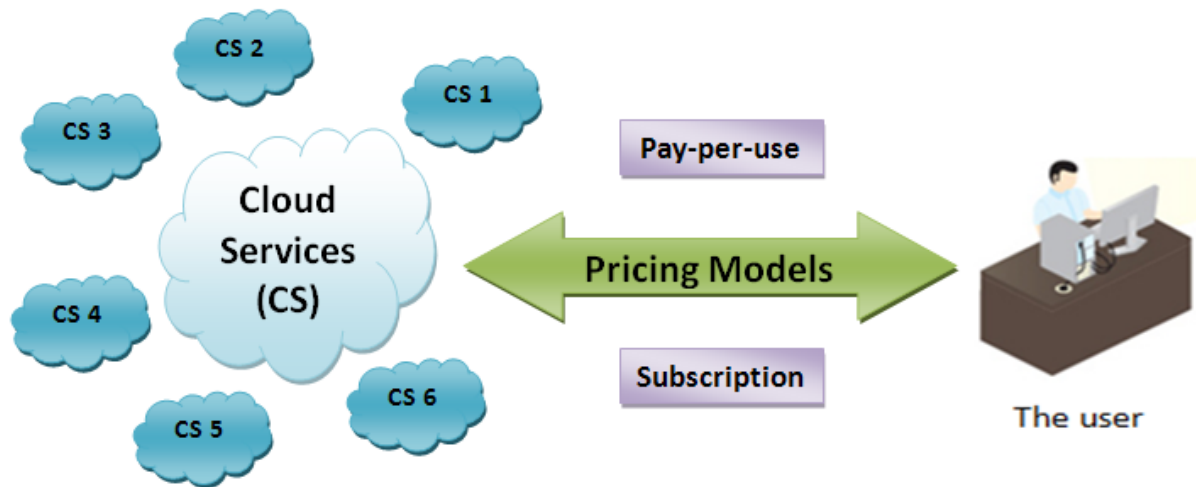 CS 2
CS 1
CS 3
Cloud
Services
(CS)
CS 4
CS 5
CS 6
Pay-per-use
Pricing Models
Subscription
The user